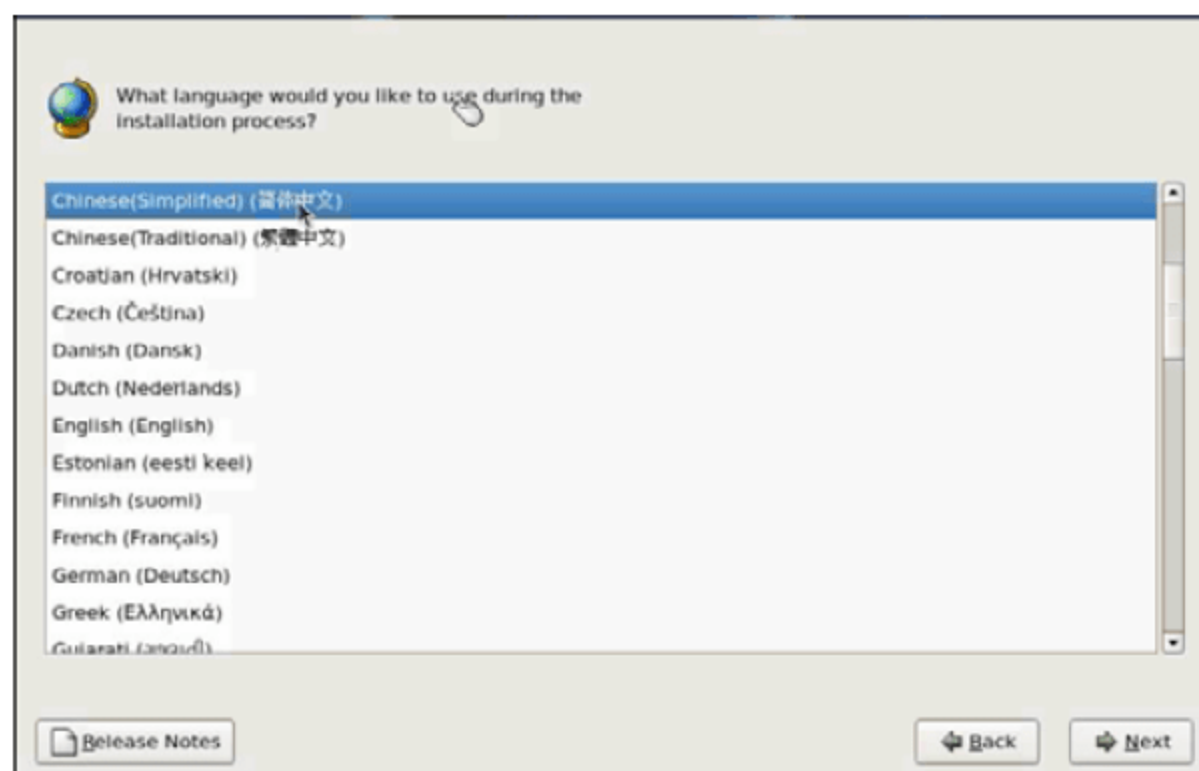 What language would you like to use during the
installation process?
Chinese(Simplified) (简体中文)
Chinese(Traditional) (繁體中文)
Croatian (Hrvatski)
Czech (Čeština)
Danish (Dansk)
Dutch (Nederlands)
English (English)
Estonian (eesti keel)
Finnish (suomi)
French (Français)
German (Deutsch)
Greek (Ελληνικά)
Gujarati (ગુજરાતી)
Release Notes
Back
Next